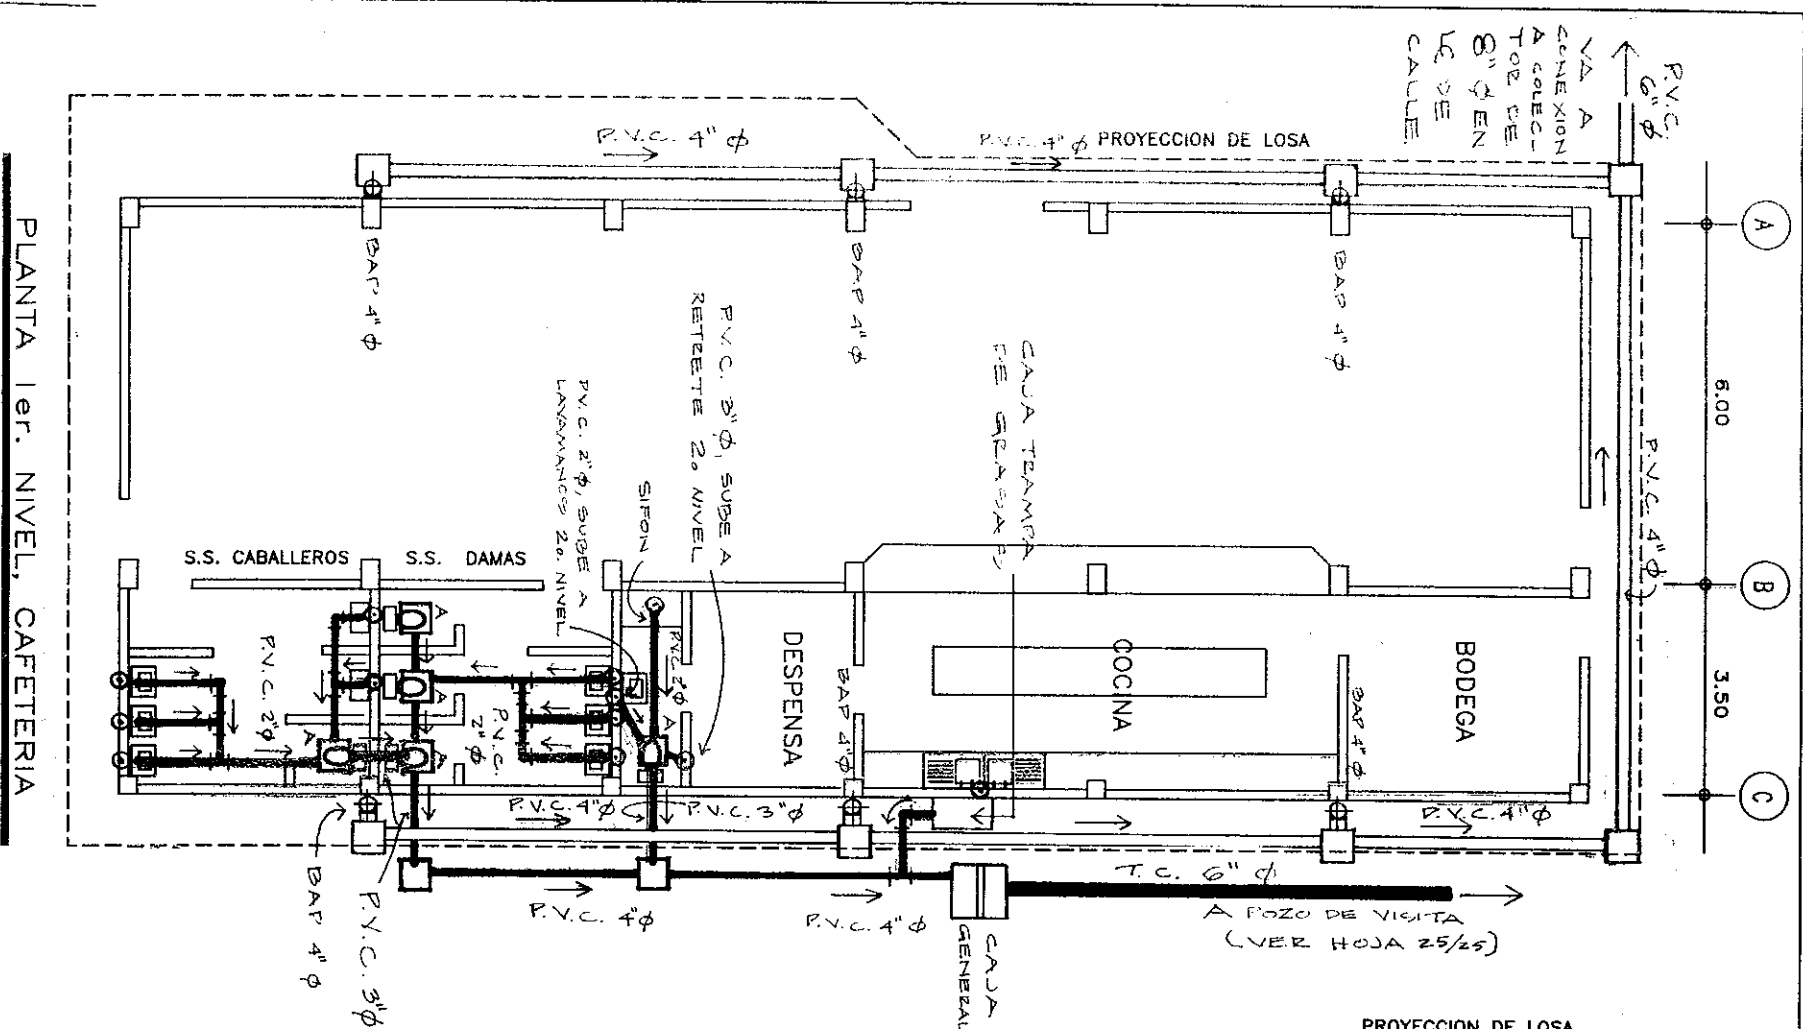 P.V.C.
6"Ø
VA A
CONEXION
A COLEC-
TOR DE
8" Ø EN
CALLE
P.V.C. 4" Ø
P.V.C. 4" Ø
PROYECCION DE LOSA
A
6.00
P.V.C. 4" Ø
B
3.50
C
BAP 4" Ø
BAP 4" Ø
BAP 4" Ø
P.V.C. 3"Ø, SUBE A
RETRETE 2o NIVEL
P.V.C. 2"Ø, SUBE A
LAVAMANOS 2o. NIVEL
SIFON
CAJA TRAMPA
DE GRASAS
S.S. CABALLEROS
S.S. DAMAS
A
A
A
A
A
P.V.C. 2"Ø
P.V.C.
2"Ø
P.V.C. 2"Ø
DESPENSA
BAP 4"Ø
COCINA
BAP 4"Ø
BODEGA
P.V.C. 4"Ø
P.V.C. 3"Ø
P.V.C. 4"Ø
BAP 4"Ø
P.V.C. 3"Ø
P.V.C. 4"Ø
P.V.C. 4"Ø
CAJA
GENERAL
T.C. 6" Ø
A POZO DE VISITA
(VER HOJA 25/25)
PLANTA 1er. NIVEL, CAFETERIA
PROYECCION DE LOSA